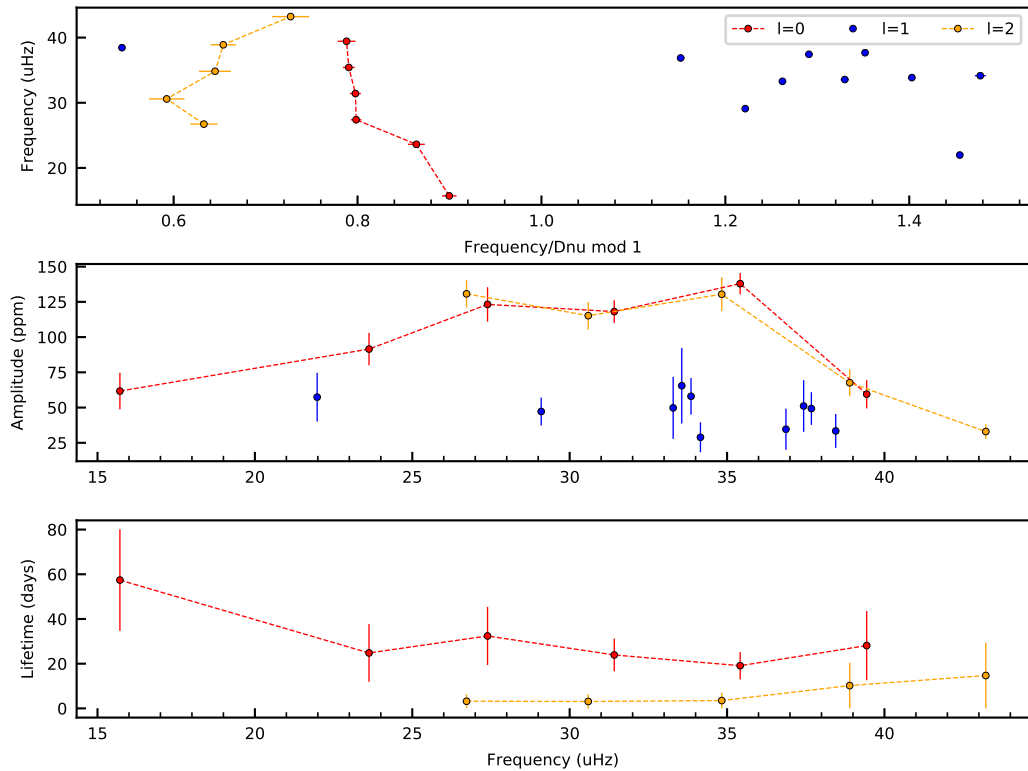 l=0 l=1 l=2
Frequency (uHz)
40
30
20
0.6 0.8 1.0 1.2 1.4
Frequency/Dnu mod 1
Amplitude (ppm)
150
125
100
75
50
25
15 20 25 30 35 40
Lifetime (days)
80
60
40
20
0
15 20 25 30 35 40
Frequency (uHz)